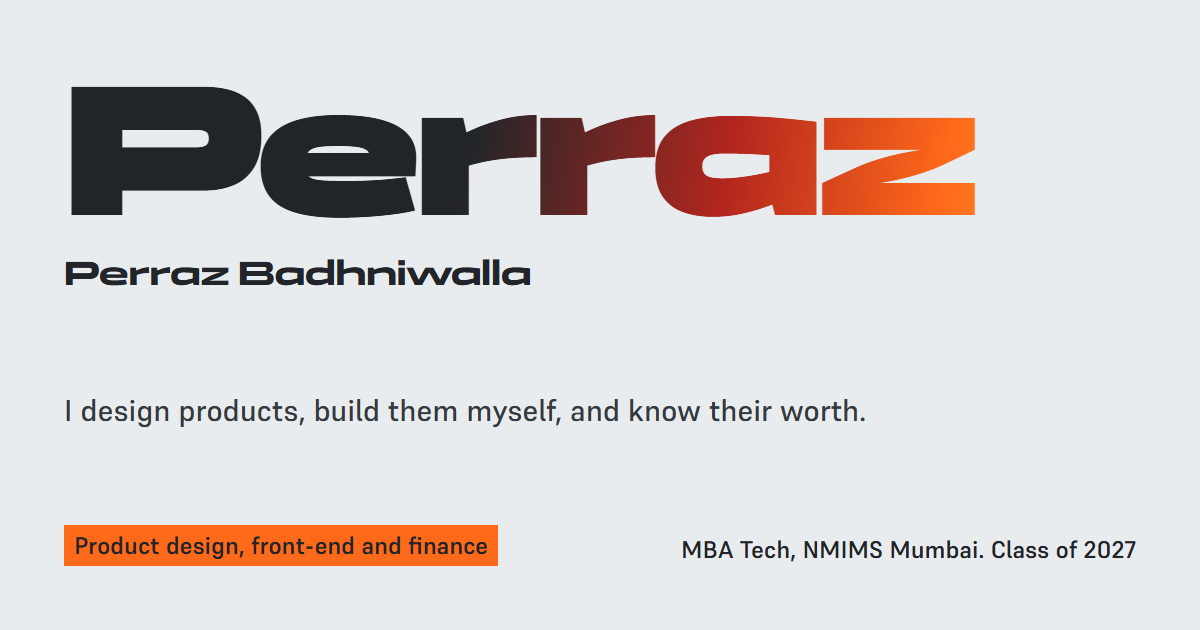 Perraz
Perraz Badhniwalla
I design products, build them myself, and know their worth.
Product design, front-end and finance
MBA Tech, NMIMS Mumbai. Class of 2027